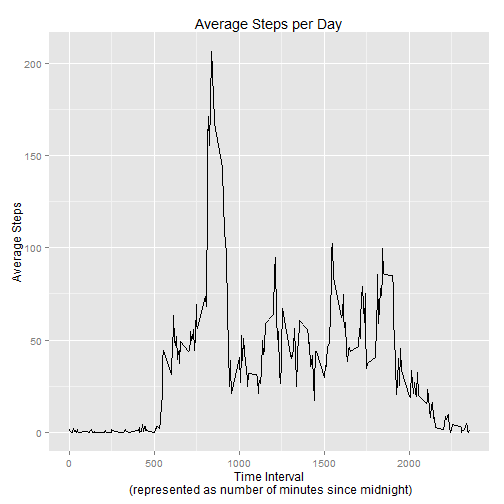 Average Steps per Day
Average Steps
200
150
100
50
0
0 500 1000 1500 2000
Time Interval
(represented as number of minutes since midnight)